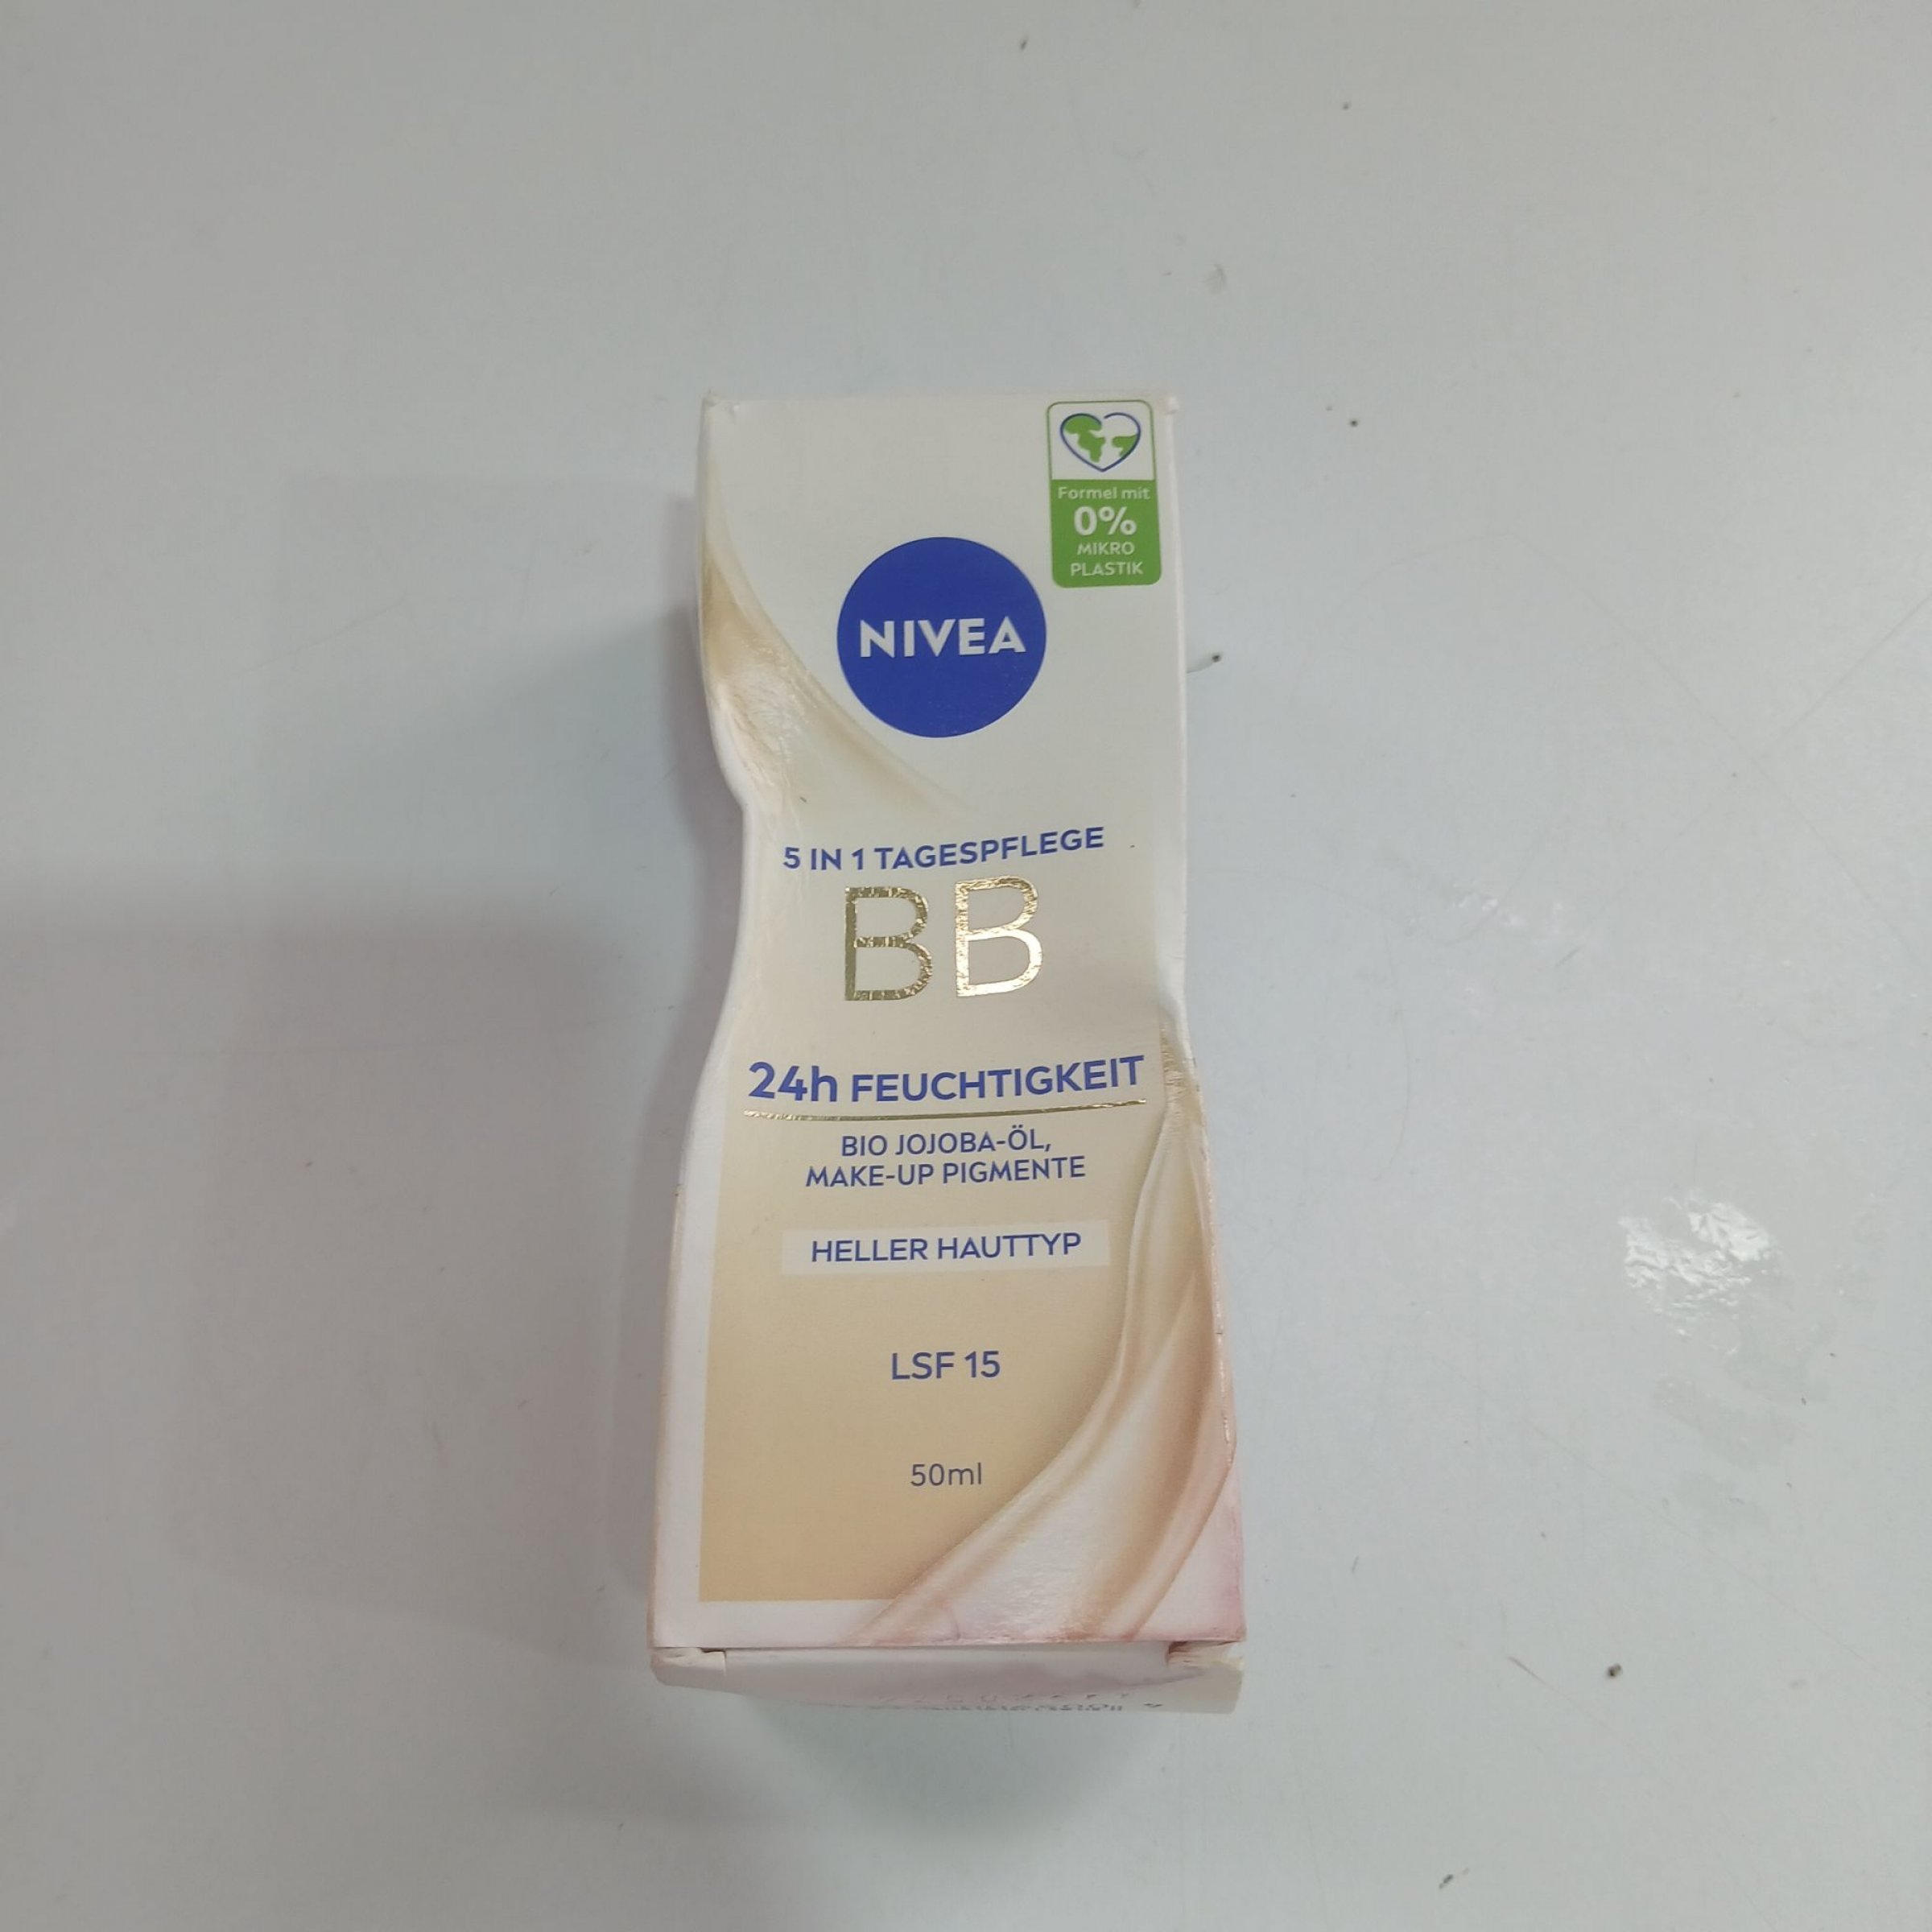 Formel mit
0%
MIKRO
PLASTIK
NIVEA
5 IN 1 TAGESPFLEGE
BB
24h FEUCHTIGKEIT
BIO JOJOBA-ÖL,
MAKE-UP PIGMENTE
HELLER HAUTTYP
LSF 15
50ml